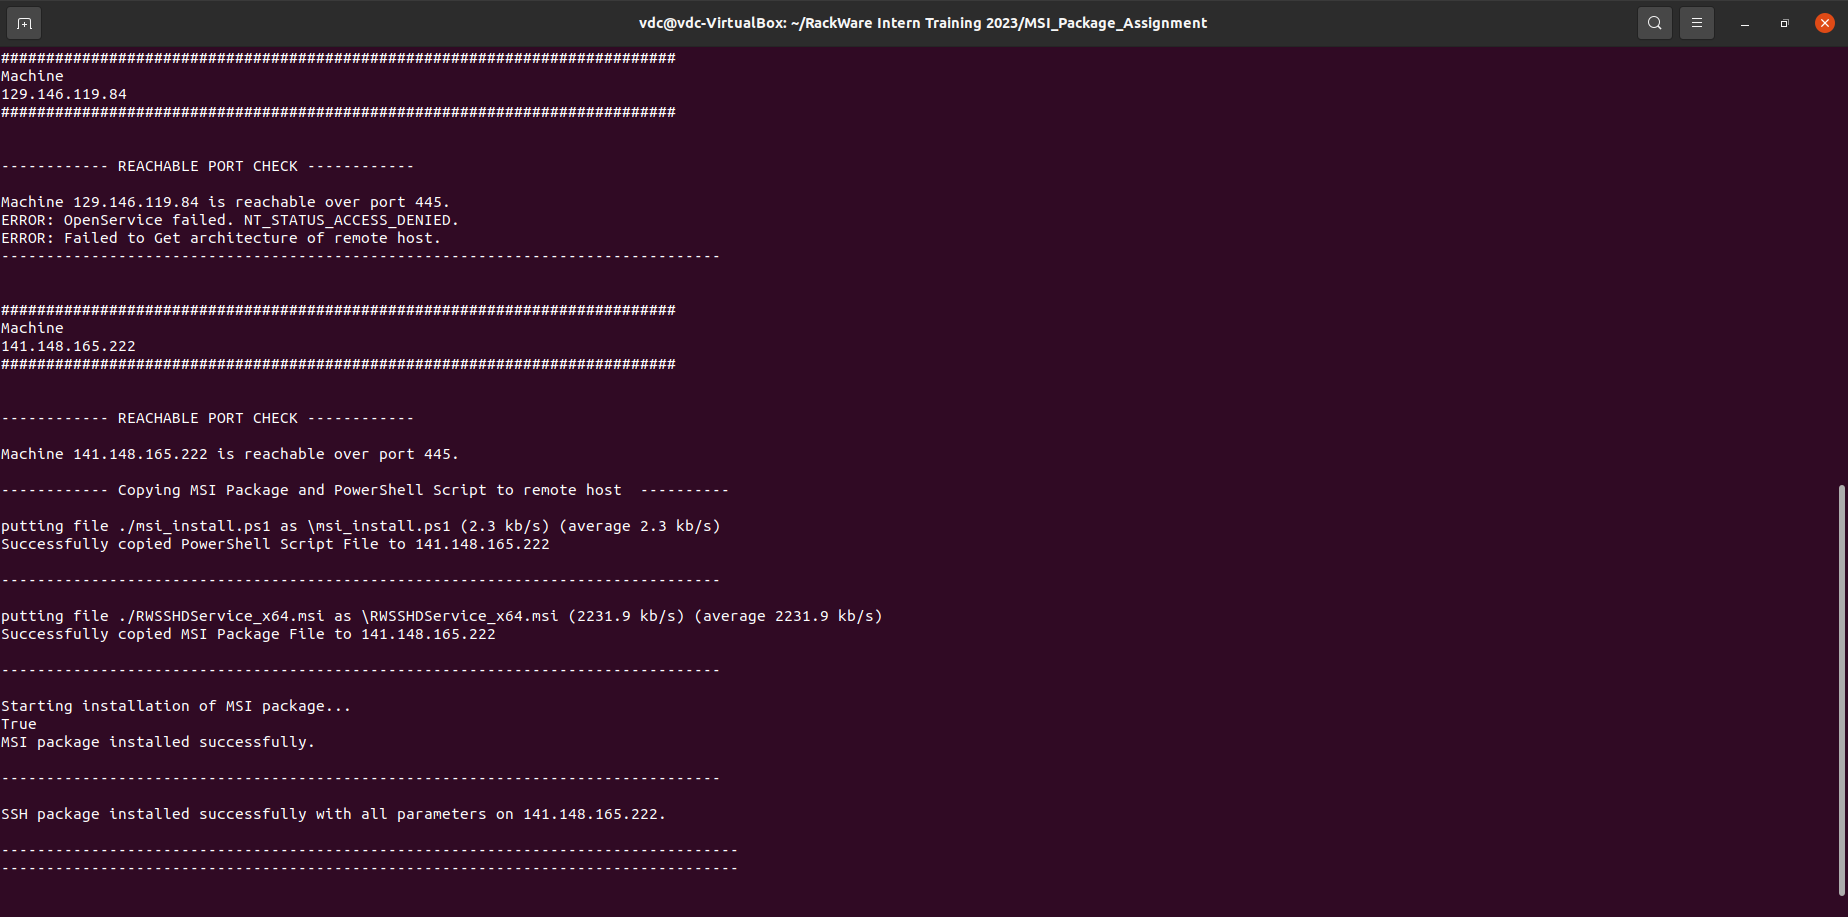 vdc@vdc-VirtualBox: ~/RackWare Intern Training 2023/MSI_Package_Assignment
###########################################################################
Machine
129.146.119.84
###########################################################################
------------ REACHABLE PORT CHECK ------------
Machine 129.146.119.84 is reachable over port 445.
ERROR: OpenService failed. NT_STATUS_ACCESS_DENIED.
ERROR: Failed to Get architecture of remote host.
--------------------------------------------------------------------------------
###########################################################################
Machine
141.148.165.222
###########################################################################
------------ REACHABLE PORT CHECK ------------
Machine 141.148.165.222 is reachable over port 445.
------------ Copying MSI Package and PowerShell Script to remote host  ----------
putting file ./msi_install.ps1 as \msi_install.ps1 (2.3 kb/s) (average 2.3 kb/s)
Successfully copied PowerShell Script File to 141.148.165.222
--------------------------------------------------------------------------------
putting file ./RWSSHDService_x64.msi as \RWSSHDService_x64.msi (2231.9 kb/s) (average 2231.9 kb/s)
Successfully copied MSI Package File to 141.148.165.222
--------------------------------------------------------------------------------
Starting installation of MSI package...
True
MSI package installed successfully.
--------------------------------------------------------------------------------
SSH package installed successfully with all parameters on 141.148.165.222.
----------------------------------------------------------------------------------
----------------------------------------------------------------------------------